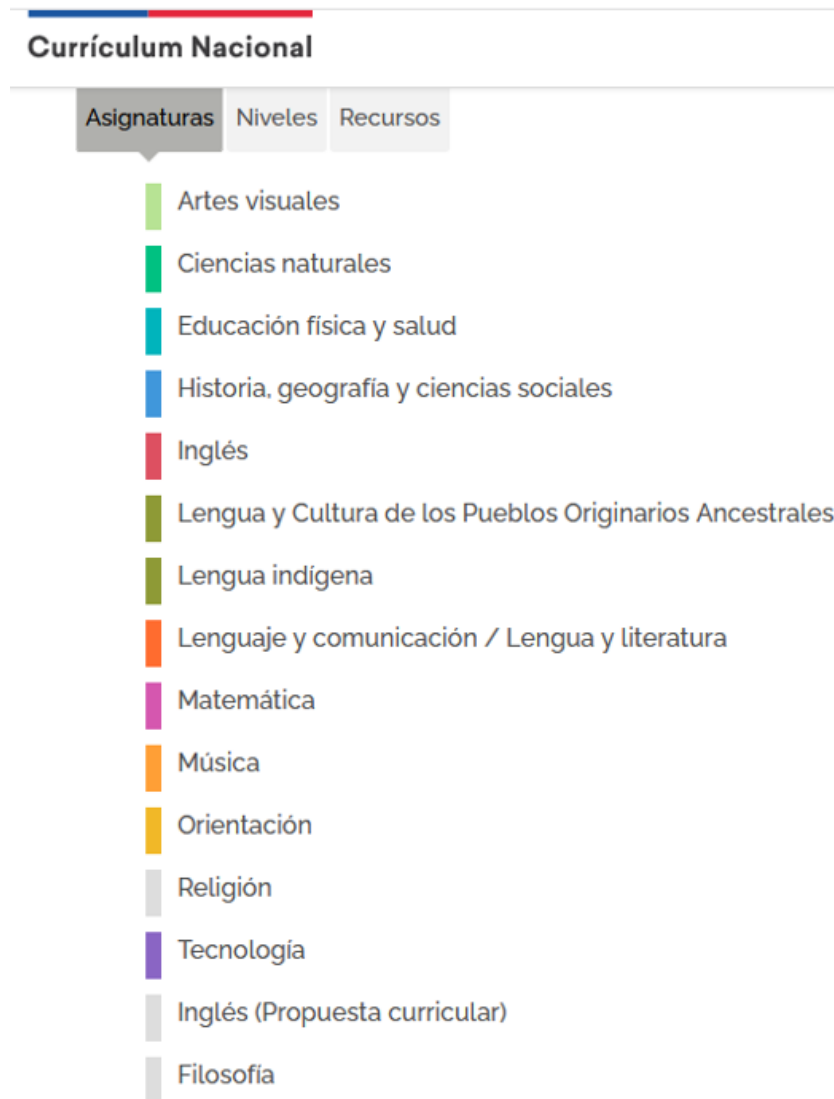 Currículum Nacional
Asignaturas Niveles Recursos
Artes visuales
Ciencias naturales
Educación física y salud
Historia, geografía y ciencias sociales
Inglés
Lengua y Cultura de los Pueblos Originarios Ancestrales
Lengua indígena
Lenguaje y comunicación / Lengua y literatura
Matemática
Música
Orientación
Religión
Tecnología
Inglés (Propuesta curricular)
Filosofía